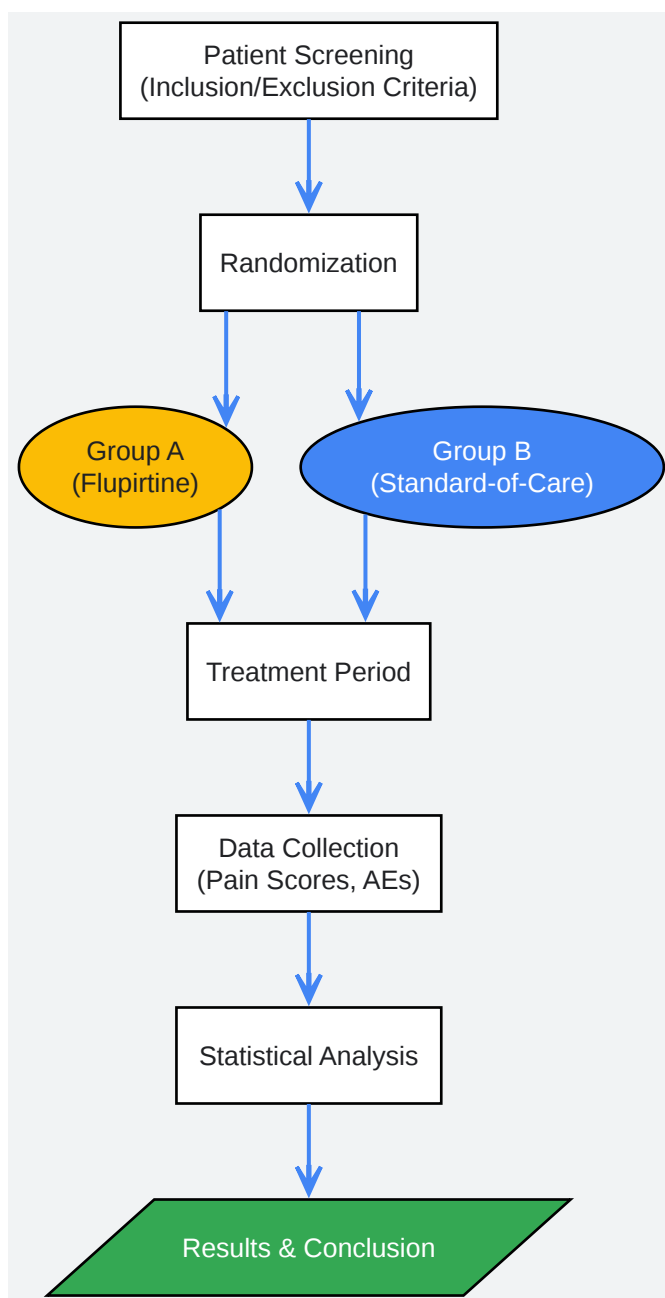 Patient Screening
(Inclusion/Exclusion Criteria)
Randomization
Group A
(Flupirtine)
Group B
(Standard-of-Care)
Treatment Period
Data Collection
(Pain Scores, AEs)
Statistical Analysis
Results & Conclusion